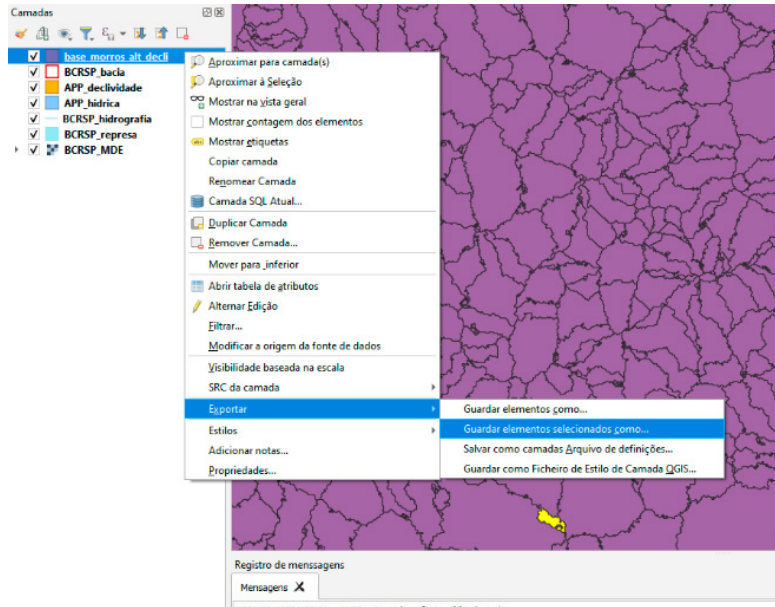 Camadas
base_morros_alt_decli
BCRSP_bacia
APP_declividade
APP_hidrica
BCRSP_hidrografia
BCRSP_represa
BCRSP_MDE
Aproximar para camada(s)
Aproximar à Seleção
Mostrar na vista geral
Mostrar contagem dos elementos
Mostrar etiquetas
Copiar camada
Renomear Camada
Camada SQL Atual...
Duplicar Camada
Remover Camada...
Mover para _inferior
Abrir tabela de atributos
Alternar Edição
Filtrar...
Modificar a origem da fonte de dados
Visibilidade baseada na escala
SRC da camada
Exportar
Estilos
Adicionar notas...
Propriedades...
Guardar elementos como...
Guardar elementos selecionados como...
Salvar como camadas Arquivo de definições...
Guardar como Ficheiro de Estilo de Camada QGIS...
Registro de menssagens
Mensagens